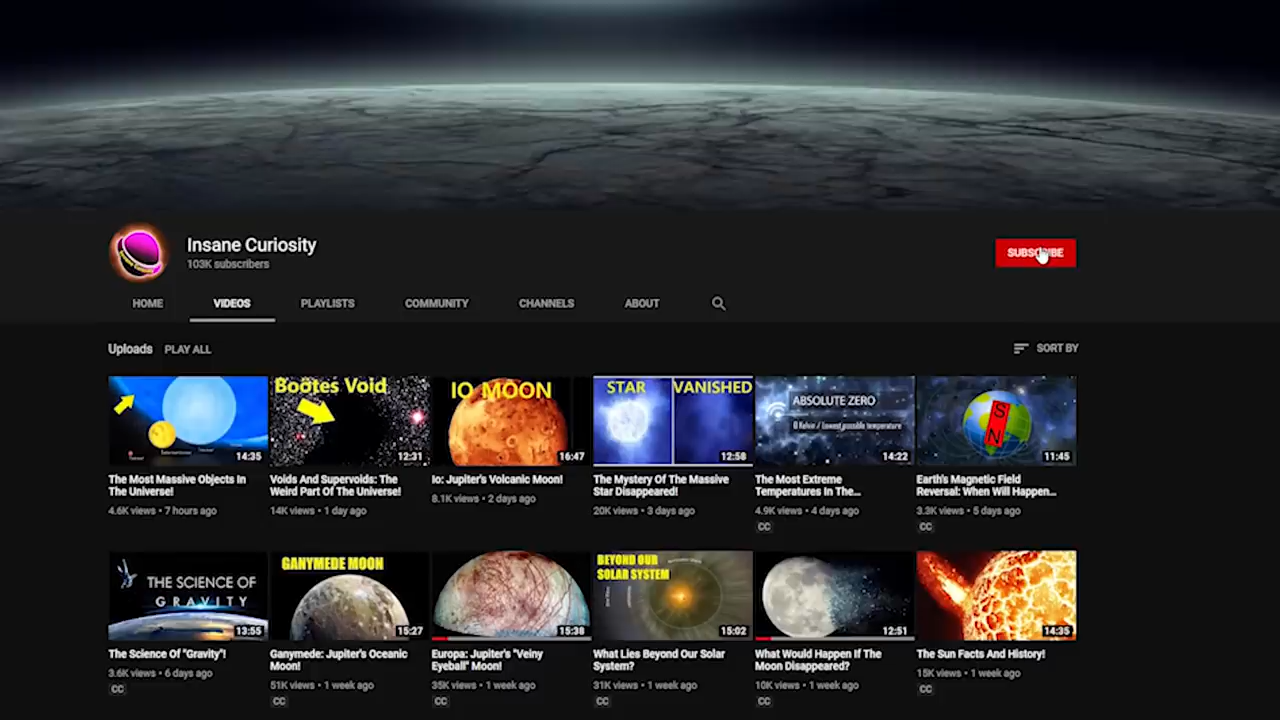 Insane Curiosity
103K subscribers
SUBSCRIBE
HOME
VIDEOS
PLAYLISTS
COMMUNITY
CHANNELS
ABOUT
Uploads
PLAY ALL
SORT BY
14:35
Bootes Void
12:31
IO MOON
16:47
STAR VANISHED
12:58
ABSOLUTE ZERO
0 Kelvin / Lowest possible temperature
14:22
S
N
11:45
The Most Massive Objects In
The Universe!
4.6K views • 7 hours ago
Voids And Supervoids: The
Weird Part Of The Universe!
14K views • 1 day ago
Io: Jupiter's Volcanic Moon!
8.1K views • 2 days ago
The Mystery Of The Massive
Star Disappeared!
20K views • 3 days ago
The Most Extreme
Temperatures In The...
4.9K views • 4 days ago
CC
Earth's Magnetic Field
Reversal: When Will Happen...
3.3K views • 5 days ago
CC
THE SCIENCE OF
GRAVITY
13:55
GANYMEDE MOON
15:27
15:38
BEYOND OUR
SOLAR SYSTEM
15:02
12:51
14:35
The Science Of "Gravity"!
3.6K views • 6 days ago
CC
Ganymede: Jupiter's Oceanic
Moon!
51K views • 1 week ago
CC
Europa: Jupiter's "Veiny
Eyeball" Moon!
35K views • 1 week ago
CC
What Lies Beyond Our Solar
System?
31K views • 1 week ago
CC
What Would Happen If The
Moon Disappeared?
10K views • 1 week ago
CC
The Sun Facts And History!
15K views • 1 week ago
CC